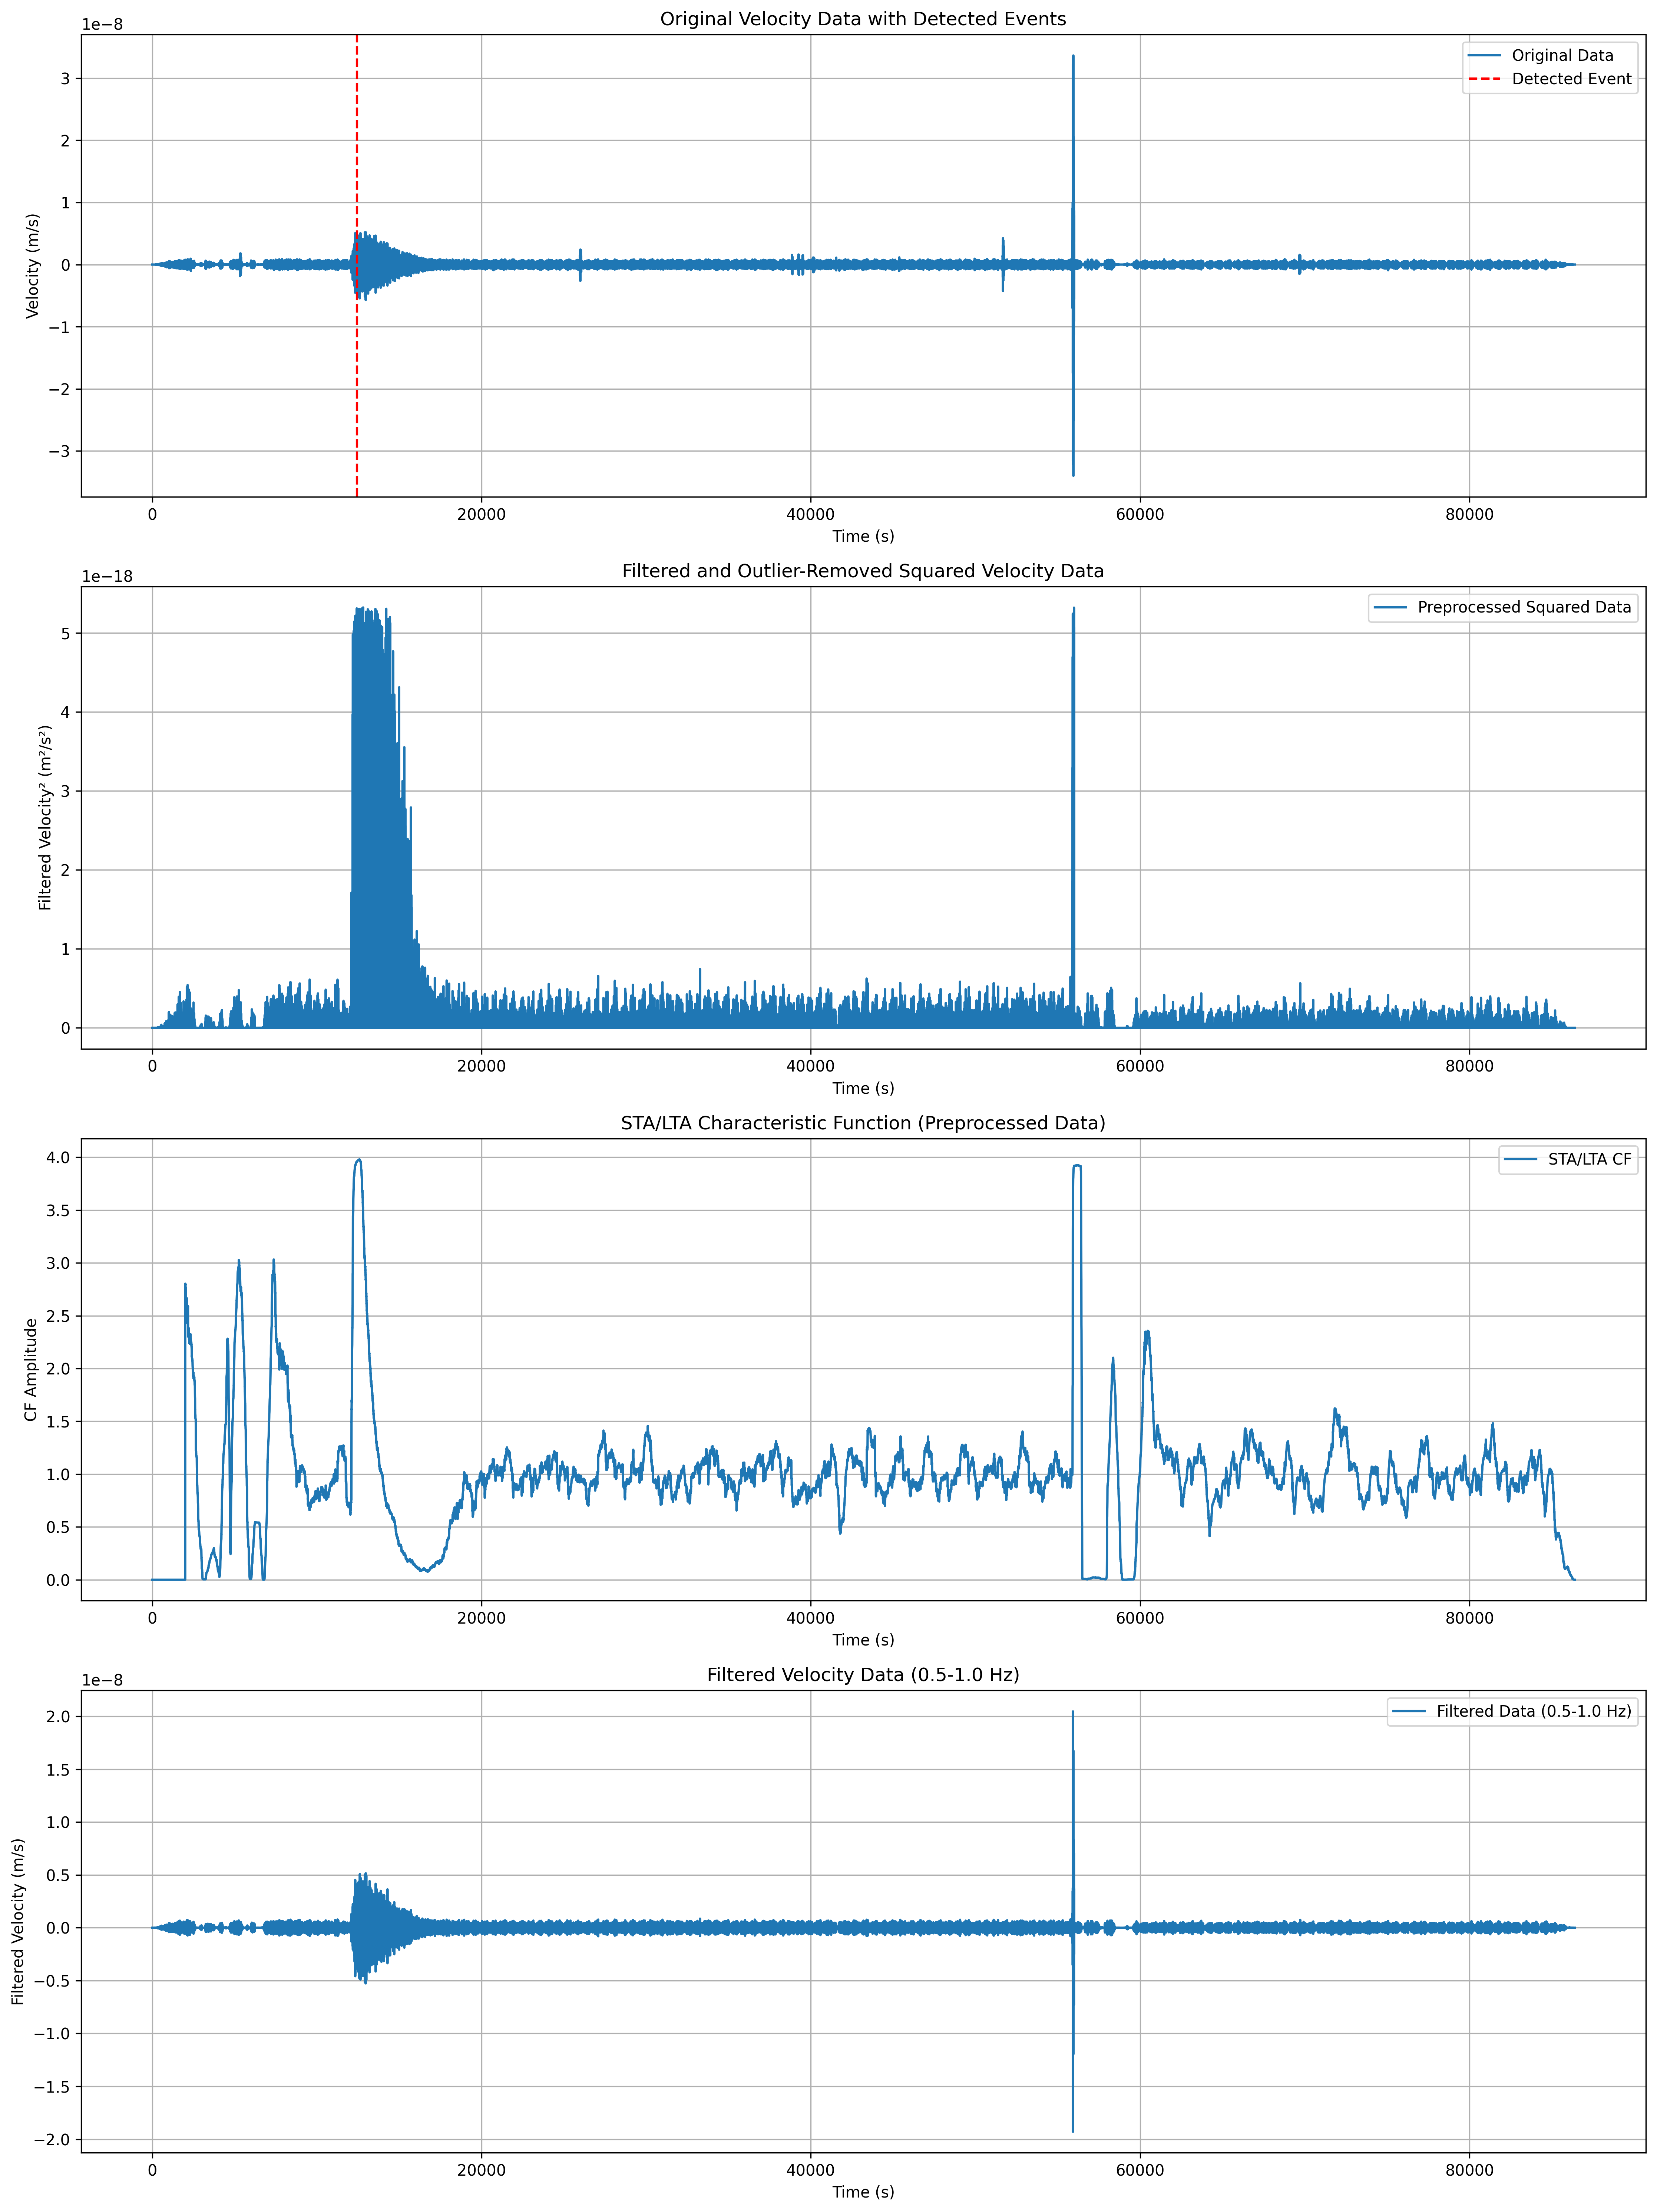 Original Velocity Data with Detected Events
1e−8
Original Data
Detected Event
3
2
1
0
−1
−2
−3
Velocity (m/s)
0 20000 40000 60000 80000
Time (s)
Filtered and Outlier-Removed Squared Velocity Data
1e−18
Preprocessed Squared Data
5
4
3
2
1
0
Filtered Velocity² (m²/s²)
0 20000 40000 60000 80000
Time (s)
STA/LTA Characteristic Function (Preprocessed Data)
STA/LTA CF
4.0
3.5
3.0
2.5
2.0
1.5
1.0
0.5
0.0
CF Amplitude
0 20000 40000 60000 80000
Time (s)
Filtered Velocity Data (0.5-1.0 Hz)
1e−8
Filtered Data (0.5-1.0 Hz)
2.0
1.5
1.0
0.5
0.0
−0.5
−1.0
−1.5
−2.0
Filtered Velocity (m/s)
0 20000 40000 60000 80000
Time (s)